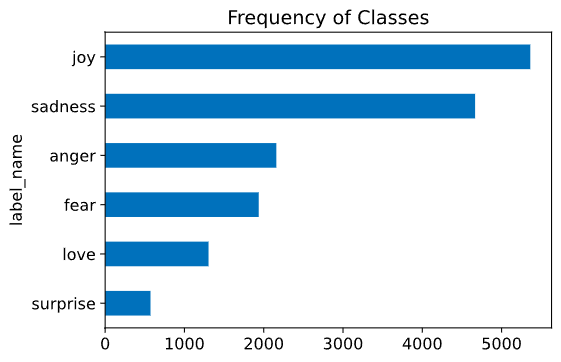 Frequency of Classes
label_name
joy
sadness
anger
fear
love
surprise
0 1000 2000 3000 4000 5000